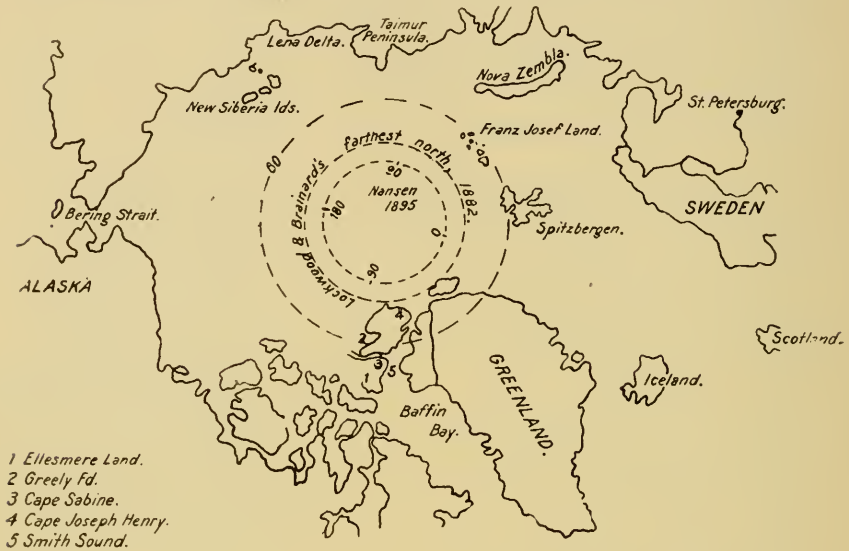 Taimur
Peninsula.
Lena Delta.
Nova Zembla.
New Siberia Ids.
St. Petersburg.
Franz Josef Land.
80
Lockwood & Brainard's farthest north, 1882.
90
Nansen
1895
180
0
90
Bering Strait.
SWEDEN
Spitzbergen.
ALASKA
4
2
3
5
1
Scotland.
GREENLAND.
Iceland.
Baffin
Bay.
1 Ellesmere Land.
2 Greely Fd.
3 Cape Sabine.
4 Cape Joseph Henry.
5 Smith Sound.